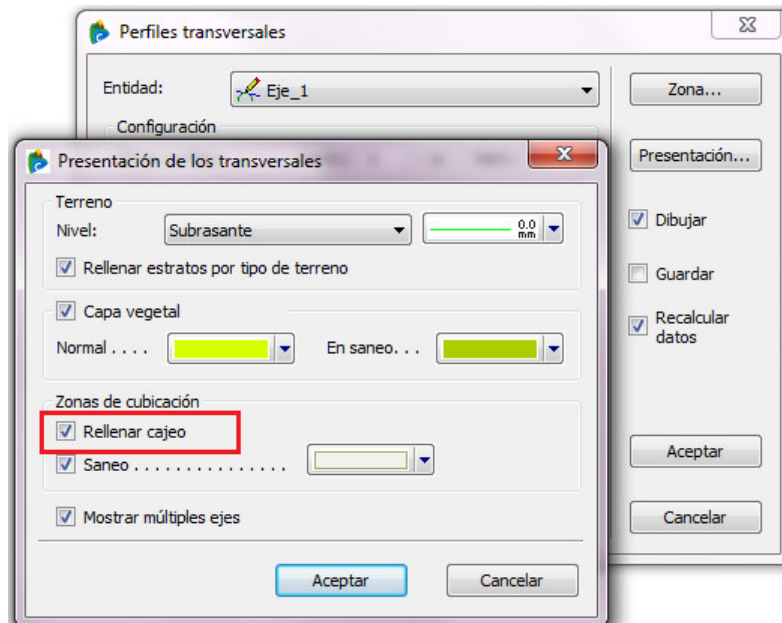 Perfiles transversales
Entidad: Eje_1 Zona...
Configuración
Presentación de los transversales Presentación...
Terreno
Nivel: Subrasante 0.0 mm
Dibujar
Rellenar estratos por tipo de terreno
Guardar
Capa vegetal
Recalcular datos
Normal . . . . En saneo. . .
Zonas de cubicación
Rellenar cajeo
Aceptar
Saneo . . . . . . . . . . . . . . .
Mostrar múltiples ejes
Cancelar
Aceptar Cancelar